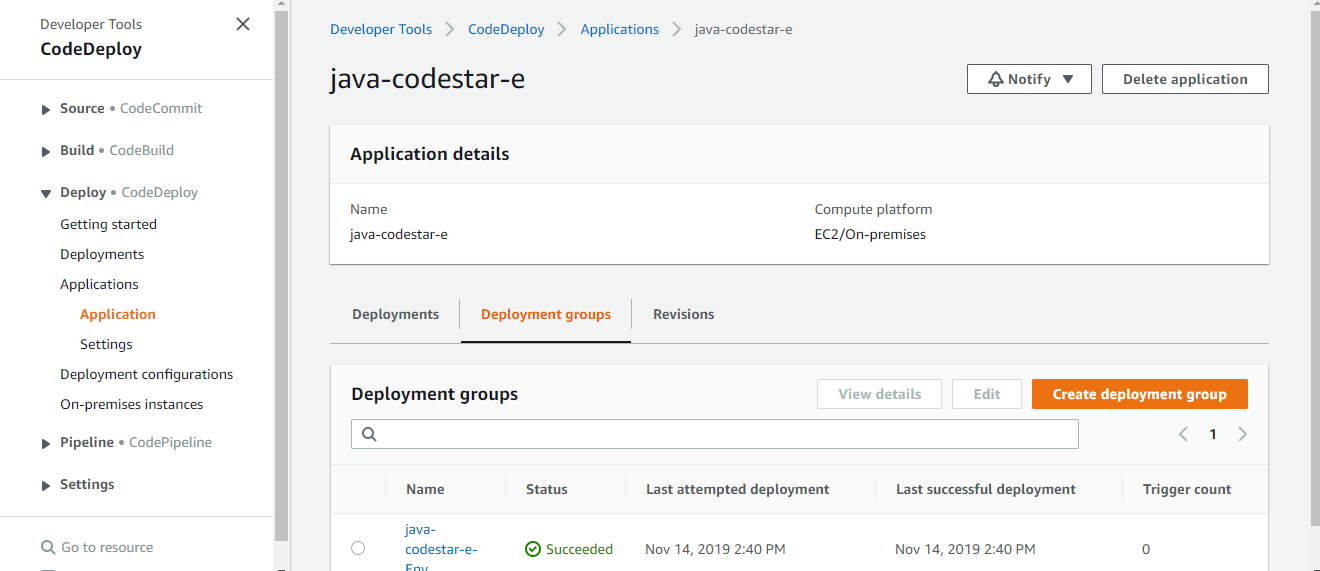 Developer Tools
CodeDeploy
Source • CodeCommit
Build • CodeBuild
Deploy • CodeDeploy
Getting started
Deployments
Applications
Application
Settings
Deployment configurations
On-premises instances
Pipeline • CodePipeline
Settings
Go to resource
Developer Tools > CodeDeploy > Applications > java-codestar-e
java-codestar-e
Notify
Delete application
Application details
Name
java-codestar-e
Compute platform
EC2/On-premises
Deployments
Deployment groups
Revisions
Deployment groups
View details
Edit
Create deployment group
1
Name Status Last attempted deployment Last successful deployment Trigger count
java-
codestar-e-
Env
Succeeded Nov 14, 2019 2:40 PM Nov 14, 2019 2:40 PM 0